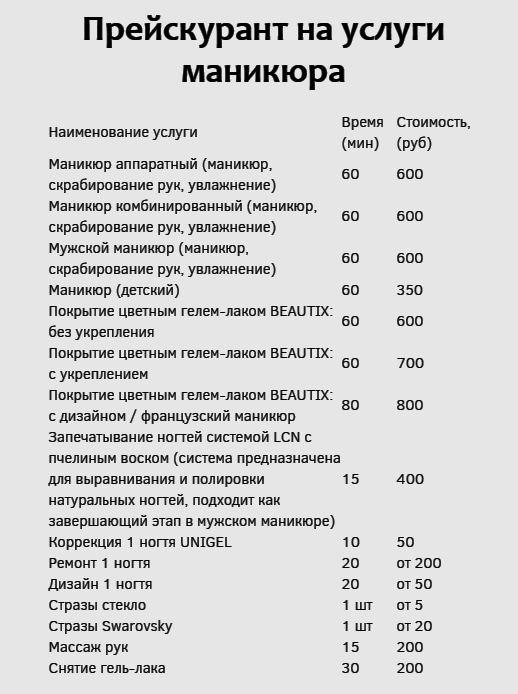 Прейскурант на услуги
маникюра
Наименование услуги Время (мин) Стоимость, (руб)
Маникюр аппаратный (маникюр,
скрабирование рук, увлажнение) 60 600
Маникюр комбинированный (маникюр,
скрабирование рук, увлажнение) 60 600
Мужской маникюр (маникюр,
скрабирование рук, увлажнение) 60 600
Маникюр (детский) 60 350
Покрытие цветным гелем-лаком BEAUTIX:
без укрепления 60 600
Покрытие цветным гелем-лаком BEAUTIX:
с укреплением 60 700
Покрытие цветным гелем-лаком BEAUTIX:
с дизайном / французский маникюр 80 800
Запечатывание ногтей системой LCN с
пчелиным воском (система предназначена
для выравнивания и полировки 15 400
натуральных ногтей, подходит как
завершающий этап в мужском маникюре)
Коррекция 1 ногтя UNIGEL 10 50
Ремонт 1 ногтя 20 от 200
Дизайн 1 ногтя 20 от 50
Стразы стекло 1 шт от 5
Стразы Swarovsky 1 шт от 20
Массаж рук 15 200
Снятие гель-лака 30 200